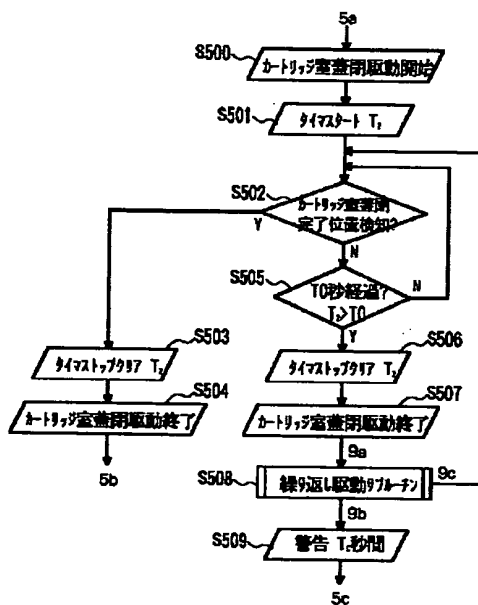 5a
S500
カートリッジ室蓋閉駆動開始
S501
タイマスタート T₂
S502
カートリッジ室蓋閉
完了位置検知?
Y
N
S505
T0秒経過?
T₂>T0
N
Y
S503
タイマストップクリア T₂
S506
タイマストップクリア T₂
S504
カートリッジ室蓋閉駆動終了
S507
カートリッジ室蓋閉駆動終了
5b
9a
S508
繰り返し駆動サブルーチン
9c
9b
S509
警告 T꜀秒間
5c